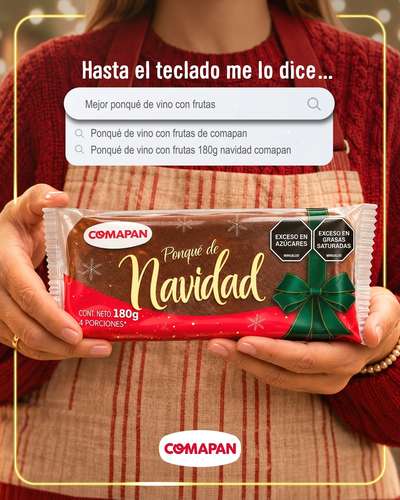 Hasta el teclado me lo dice...
Mejor ponqué de vino con frutas
Ponqué de vino con frutas de comapan
Ponqué de vino con frutas 180g navidad comapan
COMAPAN
Ponqué de
Navidad
CONT. NETO 180g
4 PORCIONES*
EXCESO EN
AZÚCARES
MINSALUD
EXCESO EN
GRASAS
SATURADAS
MINSALUD
COMAPAN